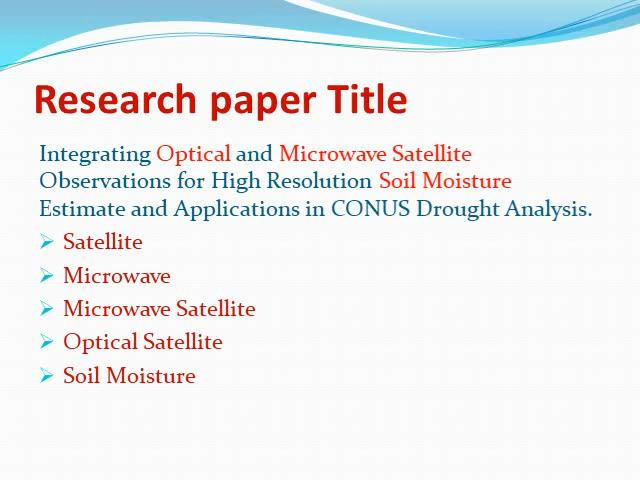 Research paper Title
Integrating Optical and Microwave Satellite
Observations for High Resolution Soil Moisture
Estimate and Applications in CONUS Drought Analysis.
Satellite
Microwave
Microwave Satellite
Optical Satellite
Soil Moisture